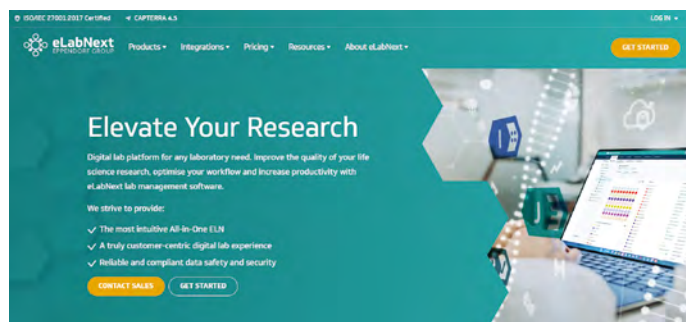 ISO/IEC 27001:2017 Certified CAPTERRA 4.5 LOG IN
eLabNext
EPPENDORF GROUP
Products Integrations Pricing Resources About eLabNext GET STARTED
Elevate Your Research
Digital lab platform for any laboratory need. Improve the quality of your life
science research, optimise your workflow and increase productivity with
eLabNext lab management software.
We strive to provide:
The most intuitive All-in-One ELN
A truly customer-centric digital lab experience
Reliable and compliant data safety and security
CONTACT SALES GET STARTED